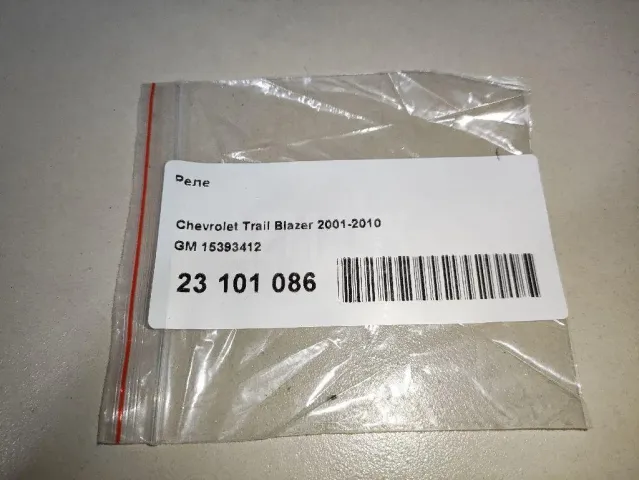 Реле
Chevrolet Trail Blazer 2001-2010
GM 15393412
23 101 086